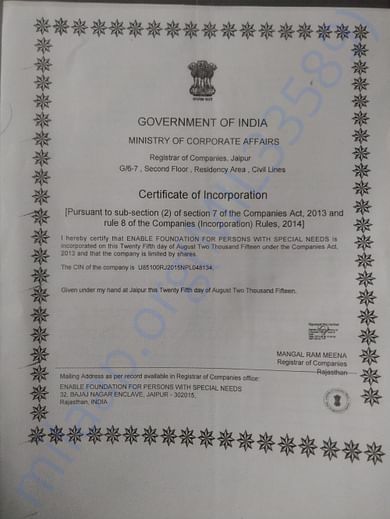 GOVERNMENT OF INDIA
MINISTRY OF CORPORATE AFFAIRS
Registrar of Companies, Jaipur
G/6-7 , Second Floor , Residency Area , Civil Lines
Certificate of Incorporation
[Pursuant to sub-section (2) of section 7 of the Companies Act, 2013 and
rule 8 of the Companies (Incorporation) Rules, 2014]
I hereby certify that ENABLE FOUNDATION FOR PERSONS WITH SPECIAL NEEDS is
incorporated on this Twenty Fifth day of August Two Thousand Fifteen under the Companies Act,
2013 and that the company is limited by shares.
The CIN of the company is U85100RJ2015NPL048134.
Given under my hand at Jaipur this Twenty Fifth day of August Two Thousand Fifteen.
MANGAL RAM MEENA
Registrar of Companies
Rajasthan
Mailing Address as per record available in Registrar of Companies office:
ENABLE FOUNDATION FOR PERSONS WITH SPECIAL NEEDS
32, BAJAJ NAGAR ENCLAVE, JAIPUR - 302015,
Rajasthan, INDIA